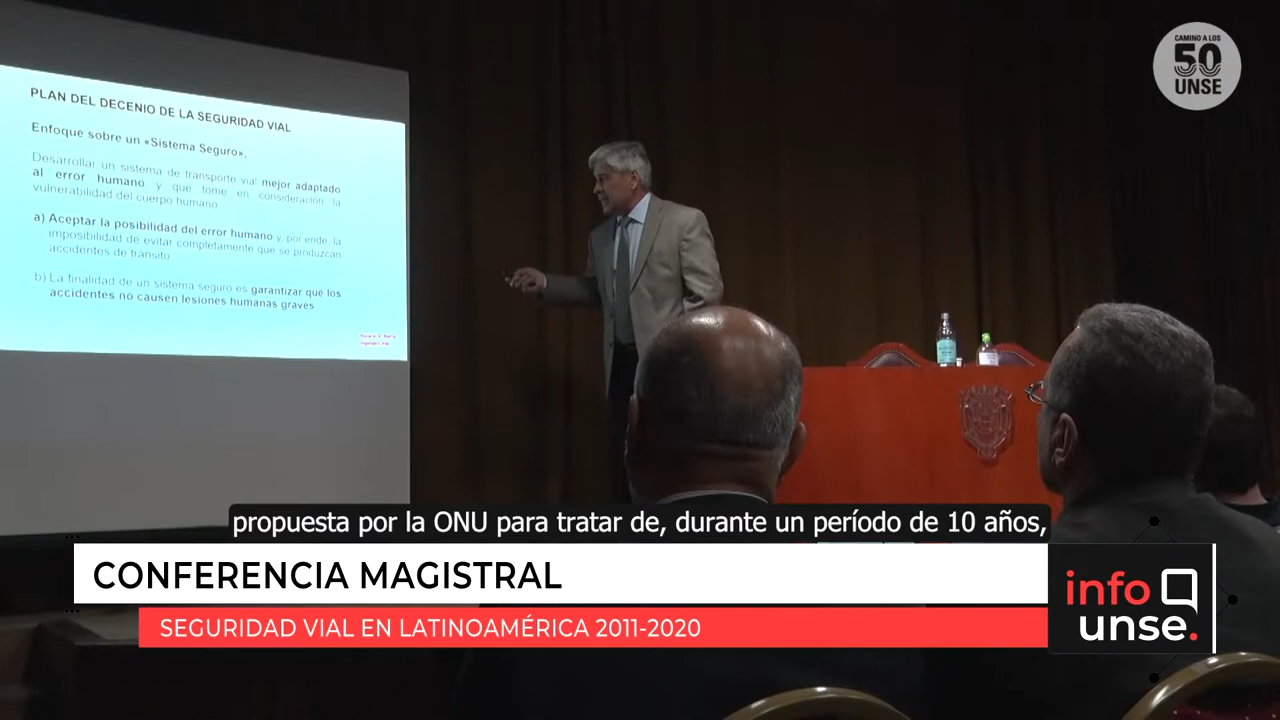 CAMINO A LOS
50
UNSE
PLAN DEL DECENIO DE LA SEGURIDAD VIAL
Enfoque sobre un «Sistema Seguro».
Desarrollar un sistema de transporte vial mejor adaptado
al error humano y que tome en consideración la
vulnerabilidad del cuerpo humano
a) Aceptar la posibilidad del error humano y, por ende, la
imposibilidad de evitar completamente que se produzcan
accidentes de tránsito
b) La finalidad de un sistema seguro es garantizar que los
accidentes no causen lesiones humanas graves
propuesta por la ONU para tratar de, durante un período de 10 años,
CONFERENCIA MAGISTRAL
SEGURIDAD VIAL EN LATINOAMÉRICA 2011-2020
info
unse.